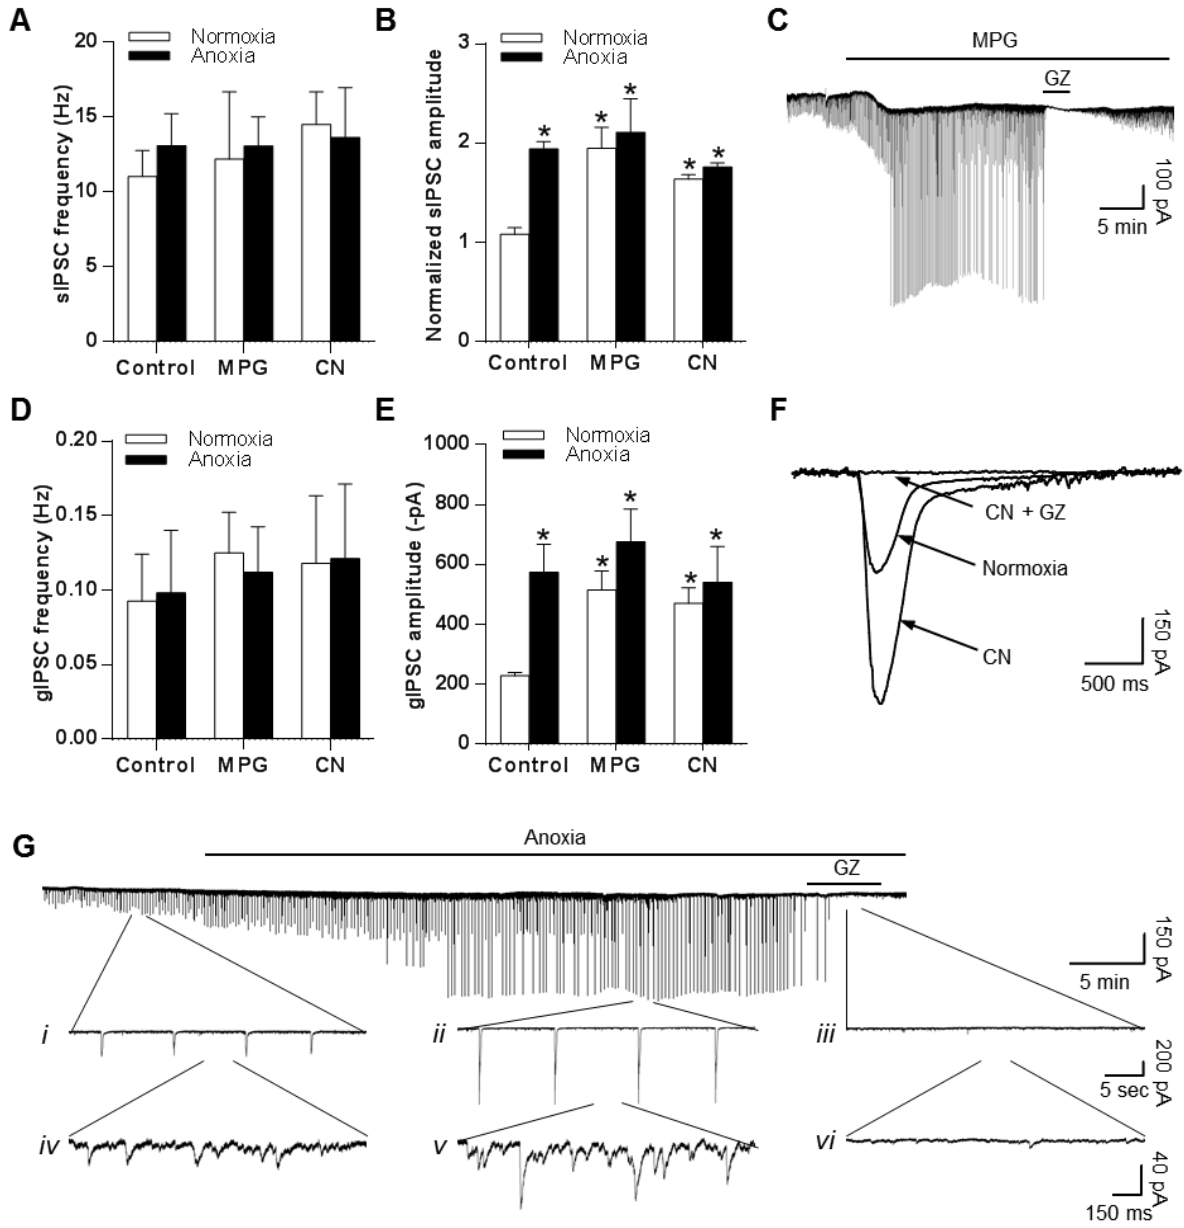 A
sIPSC frequency (Hz)
20
15
10
5
0
Normoxia
Anoxia
Control
MPG
CN
B
Normalized sIPSC amplitude
3
2
1
0
Normoxia
Anoxia
*
*
*
*
*
Control
MPG
CN
C
MPG
GZ
100 pA
5 min
D
gIPSC frequency (Hz)
0.20
0.15
0.10
0.05
0.00
Normoxia
Anoxia
Control
MPG
CN
E
gIPSC amplitude (-pA)
1000
800
600
400
200
0
Normoxia
Anoxia
*
*
*
*
*
Control
MPG
CN
F
CN + GZ
Normoxia
CN
150 pA
500 ms
G
Anoxia
GZ
150 pA
5 min
i
ii
iii
200 pA
5 sec
iv
v
vi
40 pA
150 ms